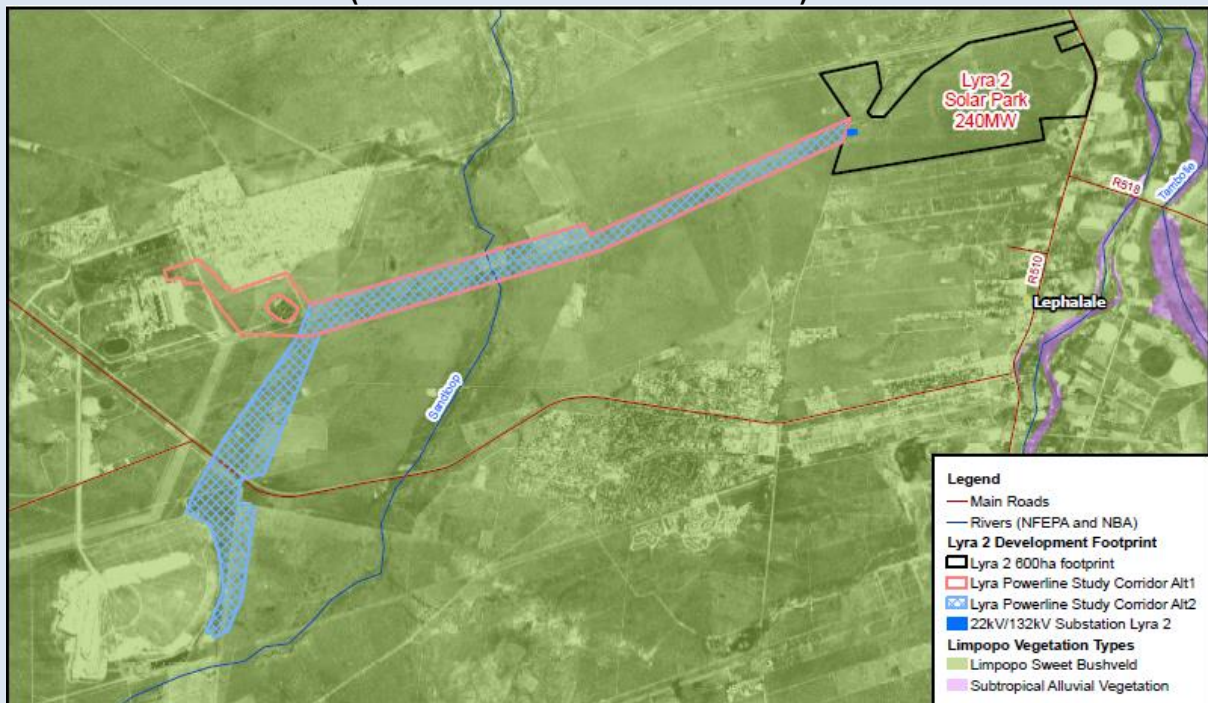 Lyra 2
Solar Park
240MW
R518
Tambotie
R510
Lephalale
Sandloop
Legend
Main Roads
Rivers (NFEPA and NBA)
Lyra 2 Development Footprint
Lyra 2 600ha footprint
Lyra Powerline Study Corridor Alt1
Lyra Powerline Study Corridor Alt2
22kV/132kV Substation Lyra 2
Limpopo Vegetation Types
Limpopo Sweet Bushveld
Subtropical Alluvial Vegetation